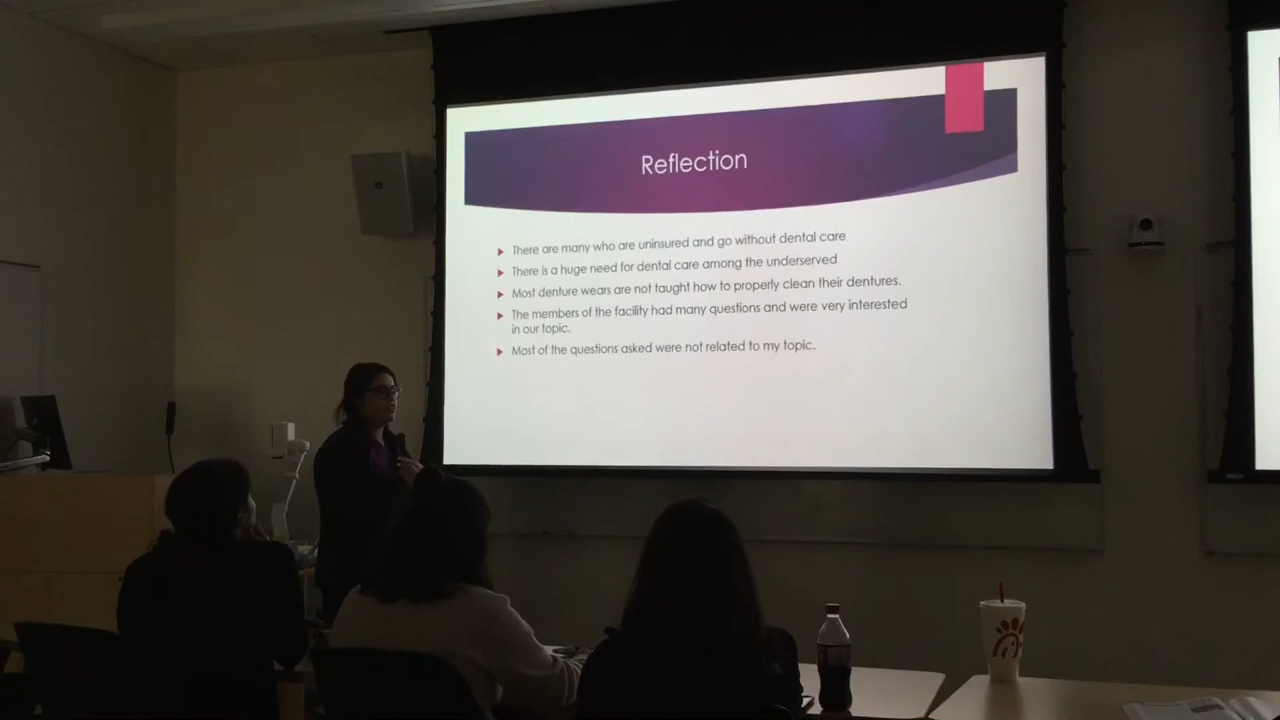 Reflection
There are many who are uninsured and go without dental care
There is a huge need for dental care among the underserved
Most denture wears are not taught how to properly clean their dentures.
The members of the facility had many questions and were very interested
in our topic.
Most of the questions asked were not related to my topic.